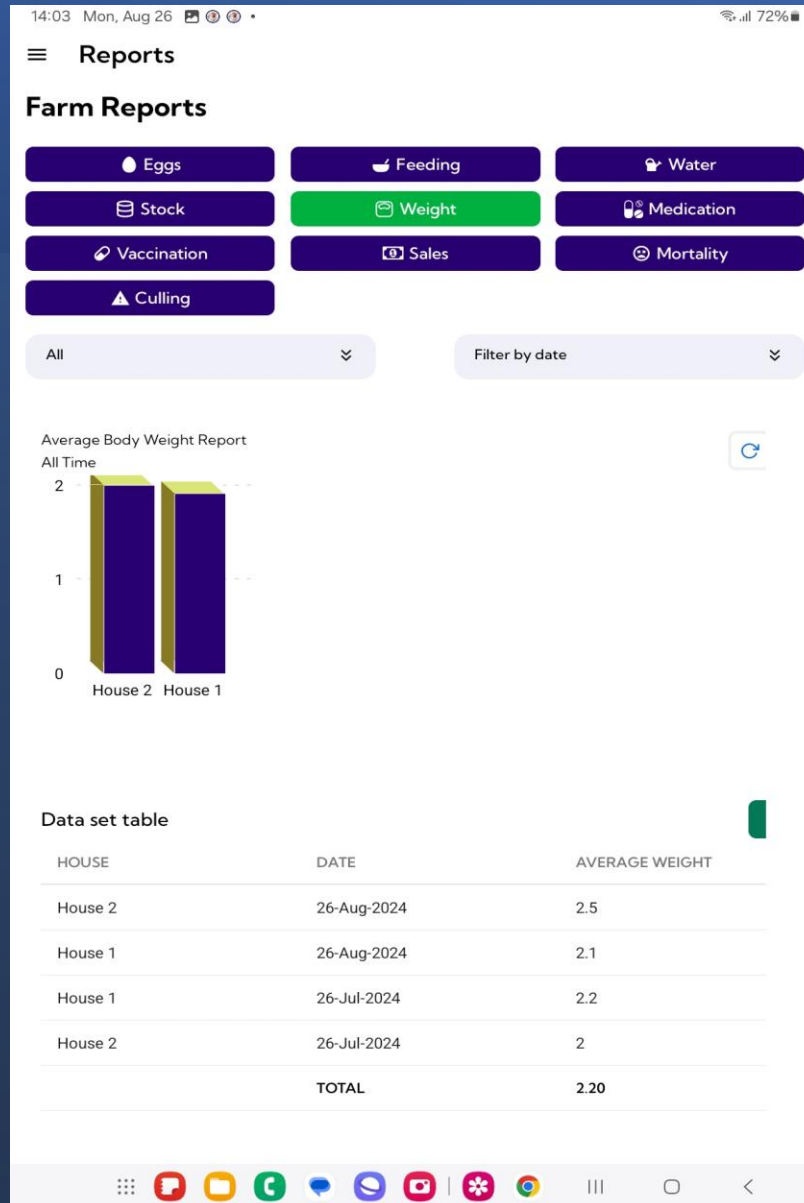 14:03 Mon, Aug 26 72%
Reports
Farm Reports
Eggs Feeding Water
Stock Weight Medication
Vaccination Sales Mortality
Culling
All Filter by date
Average Body Weight Report
All Time
2
1
0
House 2 House 1
Data set table
HOUSE DATE AVERAGE WEIGHT
House 2 26-Aug-2024 2.5
House 1 26-Aug-2024 2.1
House 1 26-Jul-2024 2.2
House 2 26-Jul-2024 2
TOTAL 2.20